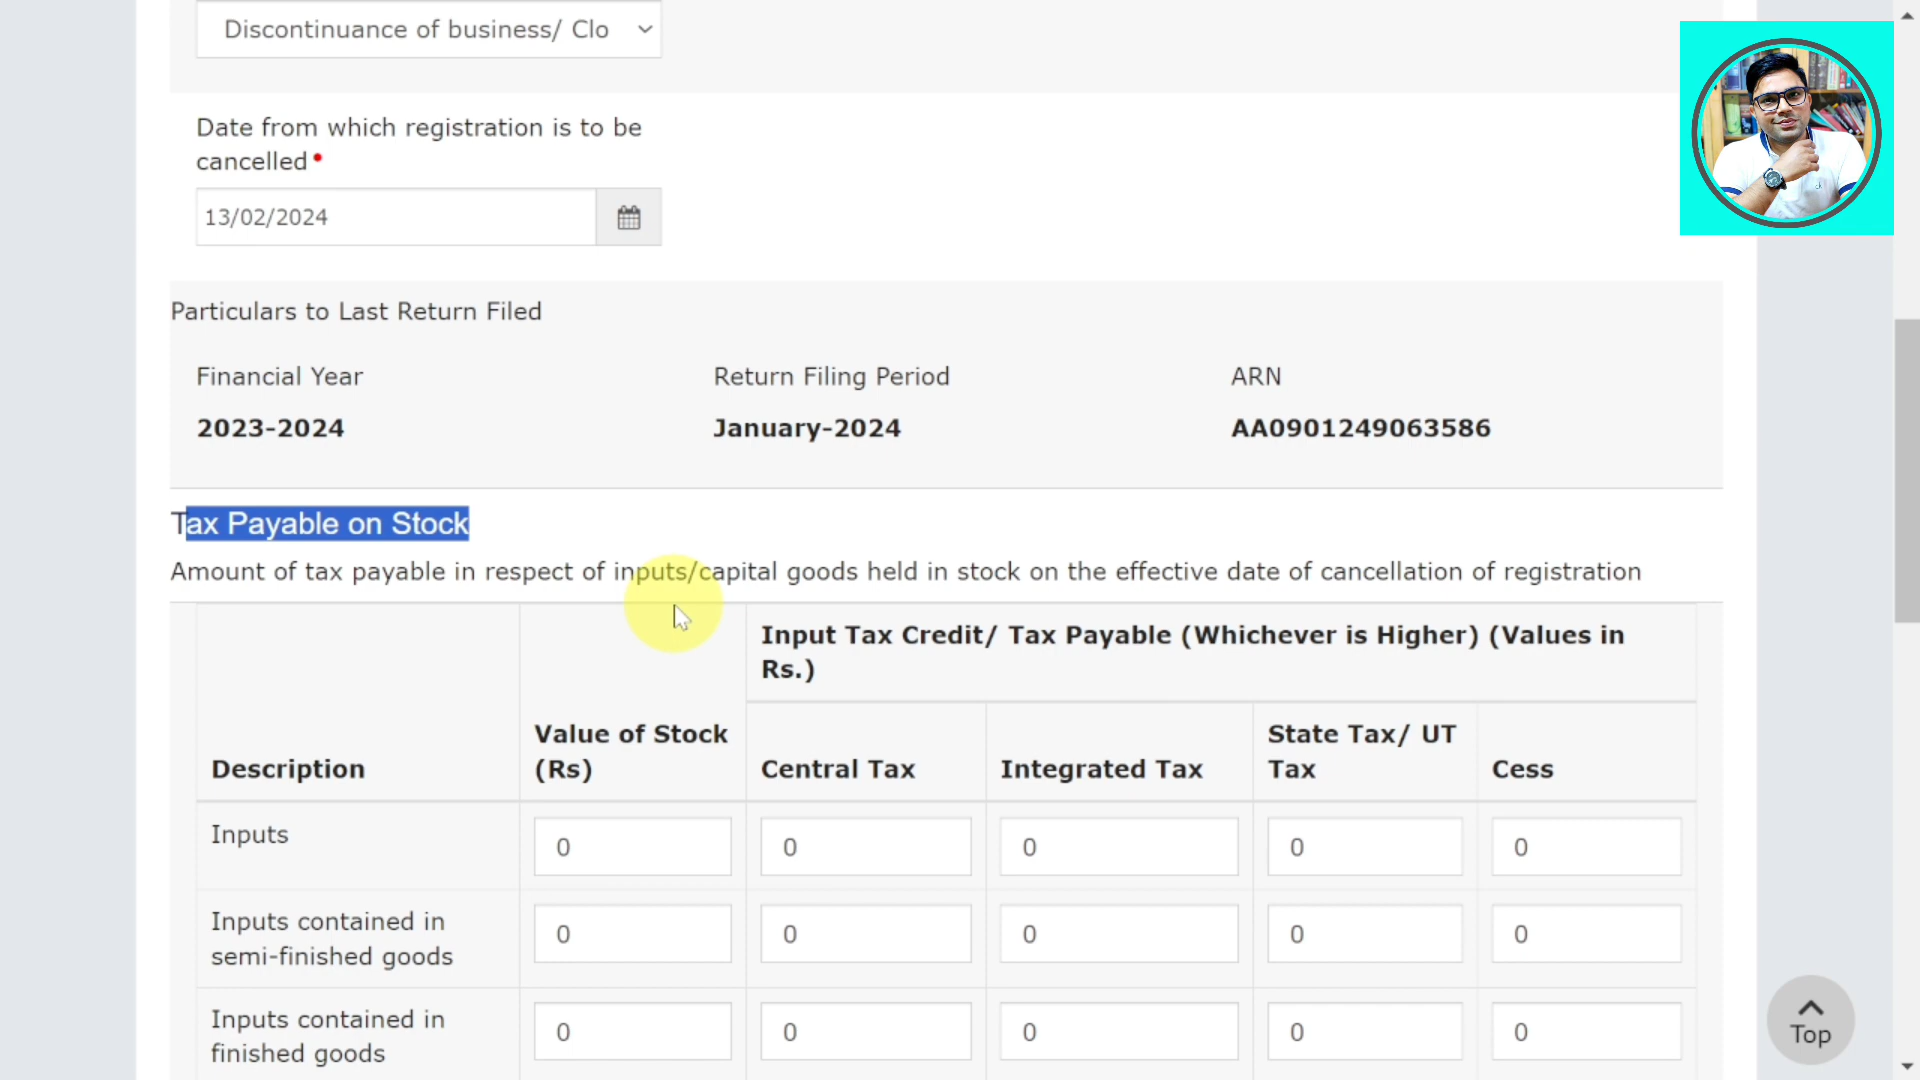 Discontinuance of business/ Clo
Date from which registration is to be
cancelled•
13/02/2024
Particulars to Last Return Filed
Financial Year Return Filing Period ARN
2023-2024 January-2024 AA0901249063586
Tax Payable on Stock
Amount of tax payable in respect of inputs/capital goods held in stock on the effective date of cancellation of registration
Input Tax Credit/ Tax Payable (Whichever is Higher) (Values in
Rs.)
Description
Value of Stock
(Rs)
Central Tax
Integrated Tax
State Tax/ UT
Tax
Cess
Inputs
0 0 0 0 0
Inputs contained in
semi-finished goods
0 0 0 0 0
Inputs contained in
finished goods
0 0 0 0 0
Top